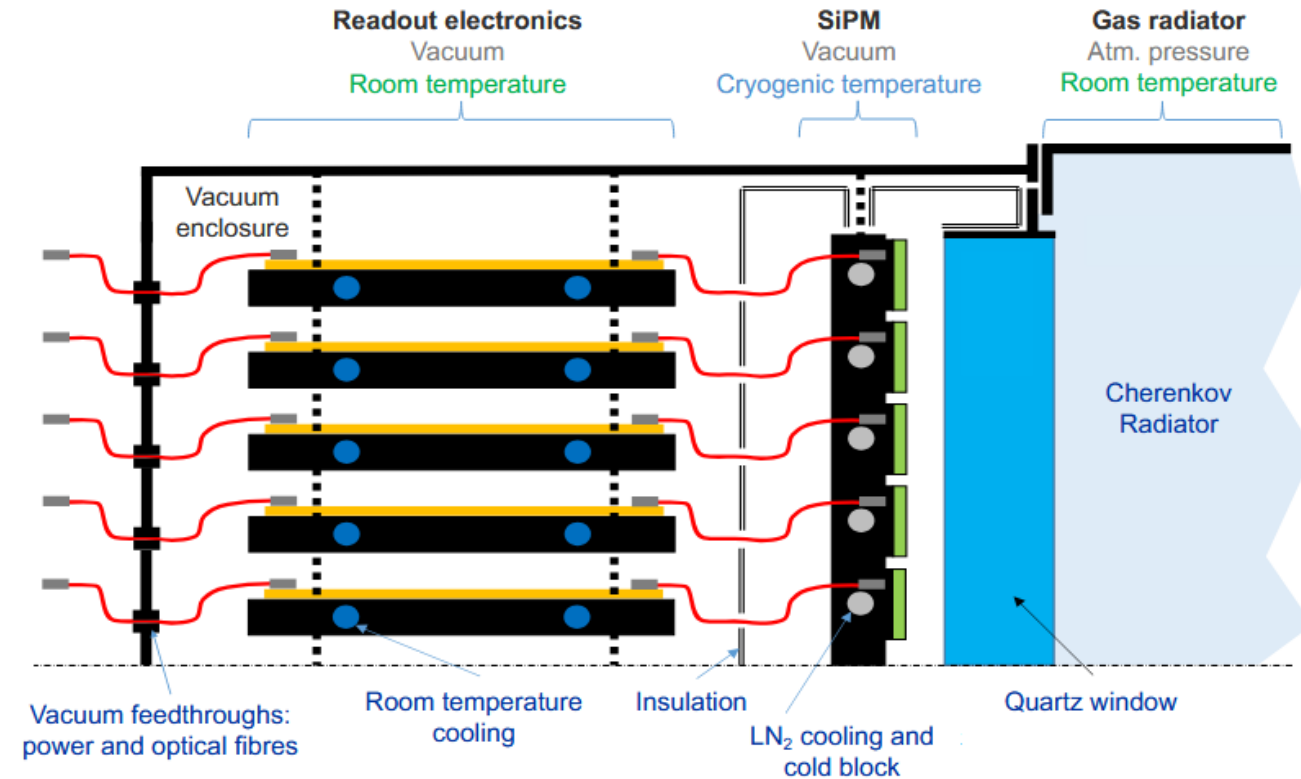 Readout electronics
Vacuum
Room temperature
SiPM
Vacuum
Cryogenic temperature
Gas radiator
Atm. pressure
Room temperature
Vacuum
enclosure
Cherenkov
Radiator
Vacuum feedthroughs:
power and optical fibres
Room temperature
cooling
Insulation
LN₂ cooling and
cold block
Quartz window